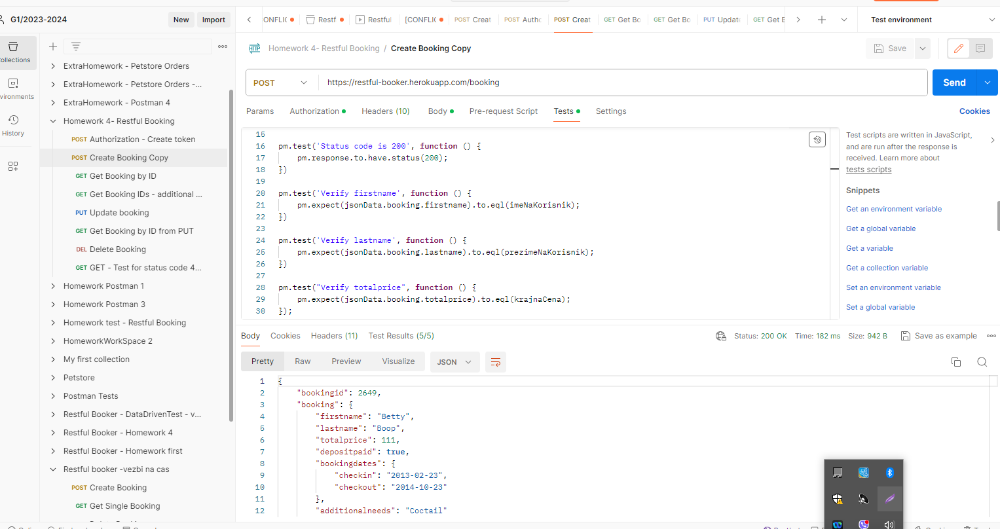 G1/2023-2024
New
Import
Test environment
Restf
Restful
[CONFLIC
POST Creat
POST Autho
POST Creat
GET Get Bo
GET Get Bo
PUT Updat
GET Get B
Collections
History
ExtraHomework - Petstore Orders
ExtraHomework - Petstore Orders -...
ExtraHomework - Postman 4
Homework 4- Restful Booking
POST Authorization - Create token
POST Create Booking Copy
GET Get Booking by ID
GET Get Booking IDs - additional ...
PUT Update booking
GET Get Booking by ID from PUT
DEL Delete Booking
GET GET - Test for status code 4...
Homework Postman 1
Homework Postman 3
Homework test - Restful Booking
HomeworkWorkSpace 2
My first collection
Petstore
Postman Tests
Restful Booker - DataDrivenTest - v...
Restful Booker - Homework 4
Restful Booker - Homework first
Restful booker -vezbi na cas
POST Create Booking
GET Get Single Booking
HTTP Homework 4- Restful Booking / Create Booking Copy
Save
POST https://restful-booker.herokuapp.com/booking
Send
Params Authorization Headers (10) Body Pre-request Script Tests Settings
Cookies
15
16 pm.test('Status code is 200', function () {
17 pm.response.to.have.status(200);
18 })
19
20 pm.test('Verify firstname', function () {
21 pm.expect(jsonData.booking.firstname).to.eql(imeNaKorisnik);
22 })
23
24 pm.test('Verify lastname', function () {
25 pm.expect(jsonData.booking.lastname).to.eql(prezimeNaKorisnik);
26 })
27
28 pm.test("Verify totalprice", function () {
29 pm.expect(jsonData.booking.totalprice).to.eql(krajnaCena);
30 });
Test scripts are written in JavaScript,
and are run after the response is
received. Learn more about
tests scripts
Snippets
Get an environment variable
Get a global variable
Get a variable
Get a collection variable
Set an environment variable
Set a global variable
Body Cookies Headers (11) Test Results (5/5)
Status: 200 OK Time: 182 ms Size: 942 B Save as example
Pretty Raw Preview Visualize JSON
1 {
2 "bookingid": 2649,
3 "booking": {
4 "firstname": "Betty",
5 "lastname": "Boop",
6 "totalprice": 111,
7 "depositpaid": true,
8 "bookingdates": {
9 "checkin": "2013-02-23",
10 "checkout": "2014-10-23"
11 },
12 "additionalneeds": "Coctail"